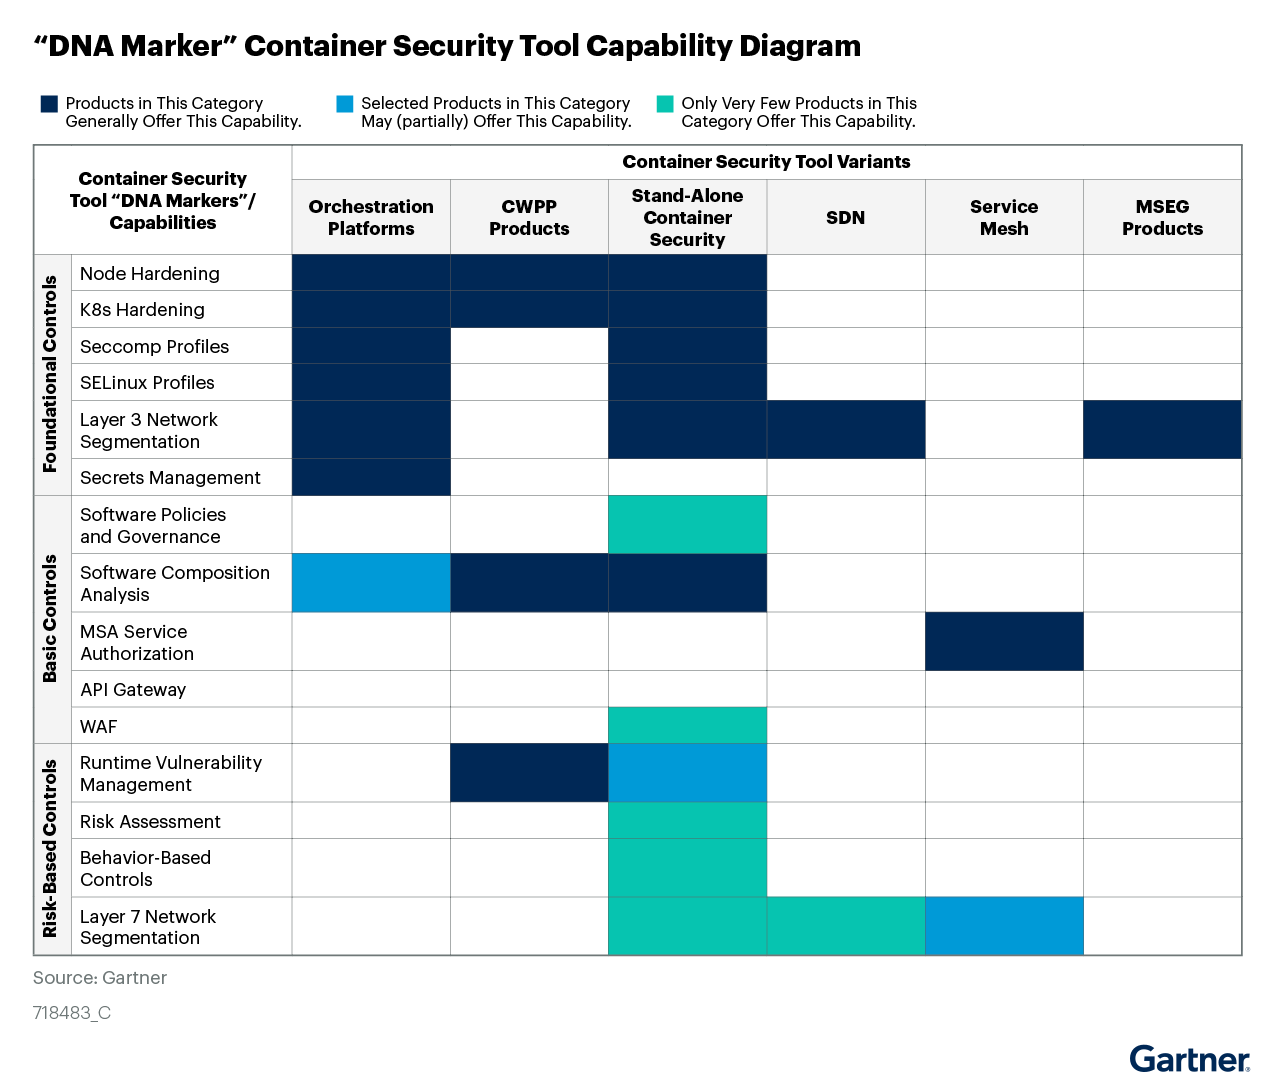 “DNA Marker” Container Security Tool Capability Diagram
Products in This Category
Generally Offer This Capability.
Selected Products in This Category
May (partially) Offer This Capability.
Only Very Few Products in This
Category Offer This Capability.
Container Security
Tool “DNA Markers”/
Capabilities
Container Security Tool Variants
Orchestration
Platforms
CWPP
Products
Stand-Alone
Container
Security
SDN
Service
Mesh
MSEG
Products
Foundational Controls
Node Hardening
K8s Hardening
Seccomp Profiles
SELinux Profiles
Layer 3 Network
Segmentation
Secrets Management
Basic Controls
Software Policies
and Governance
Software Composition
Analysis
MSA Service
Authorization
API Gateway
WAF
Risk-Based Controls
Runtime Vulnerability
Management
Risk Assessment
Behavior-Based
Controls
Layer 7 Network
Segmentation
Source: Gartner
718483_C
Gartner®